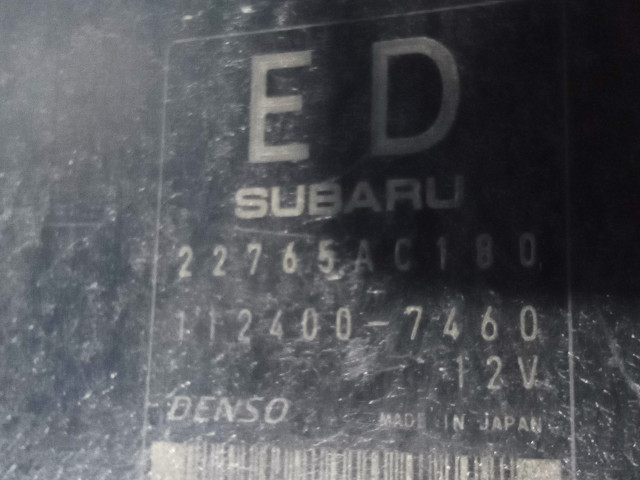 ED
SUBARU
22765AC180
112400-7460
12V
DENSO MADE IN JAPAN